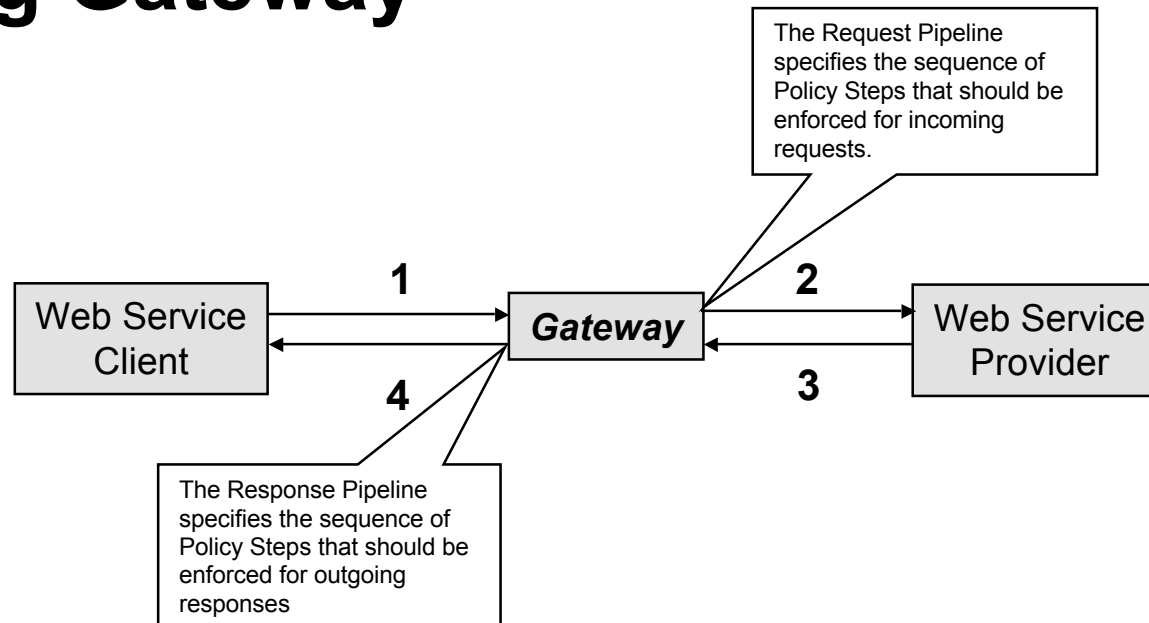 g Gateway
The Request Pipeline
specifies the sequence of
Policy Steps that should be
enforced for incoming
requests.
1
2
Web Service
Client
Gateway
Web Service
Provider
4
3
The Response Pipeline
specifies the sequence of
Policy Steps that should be
enforced for outgoing
responses